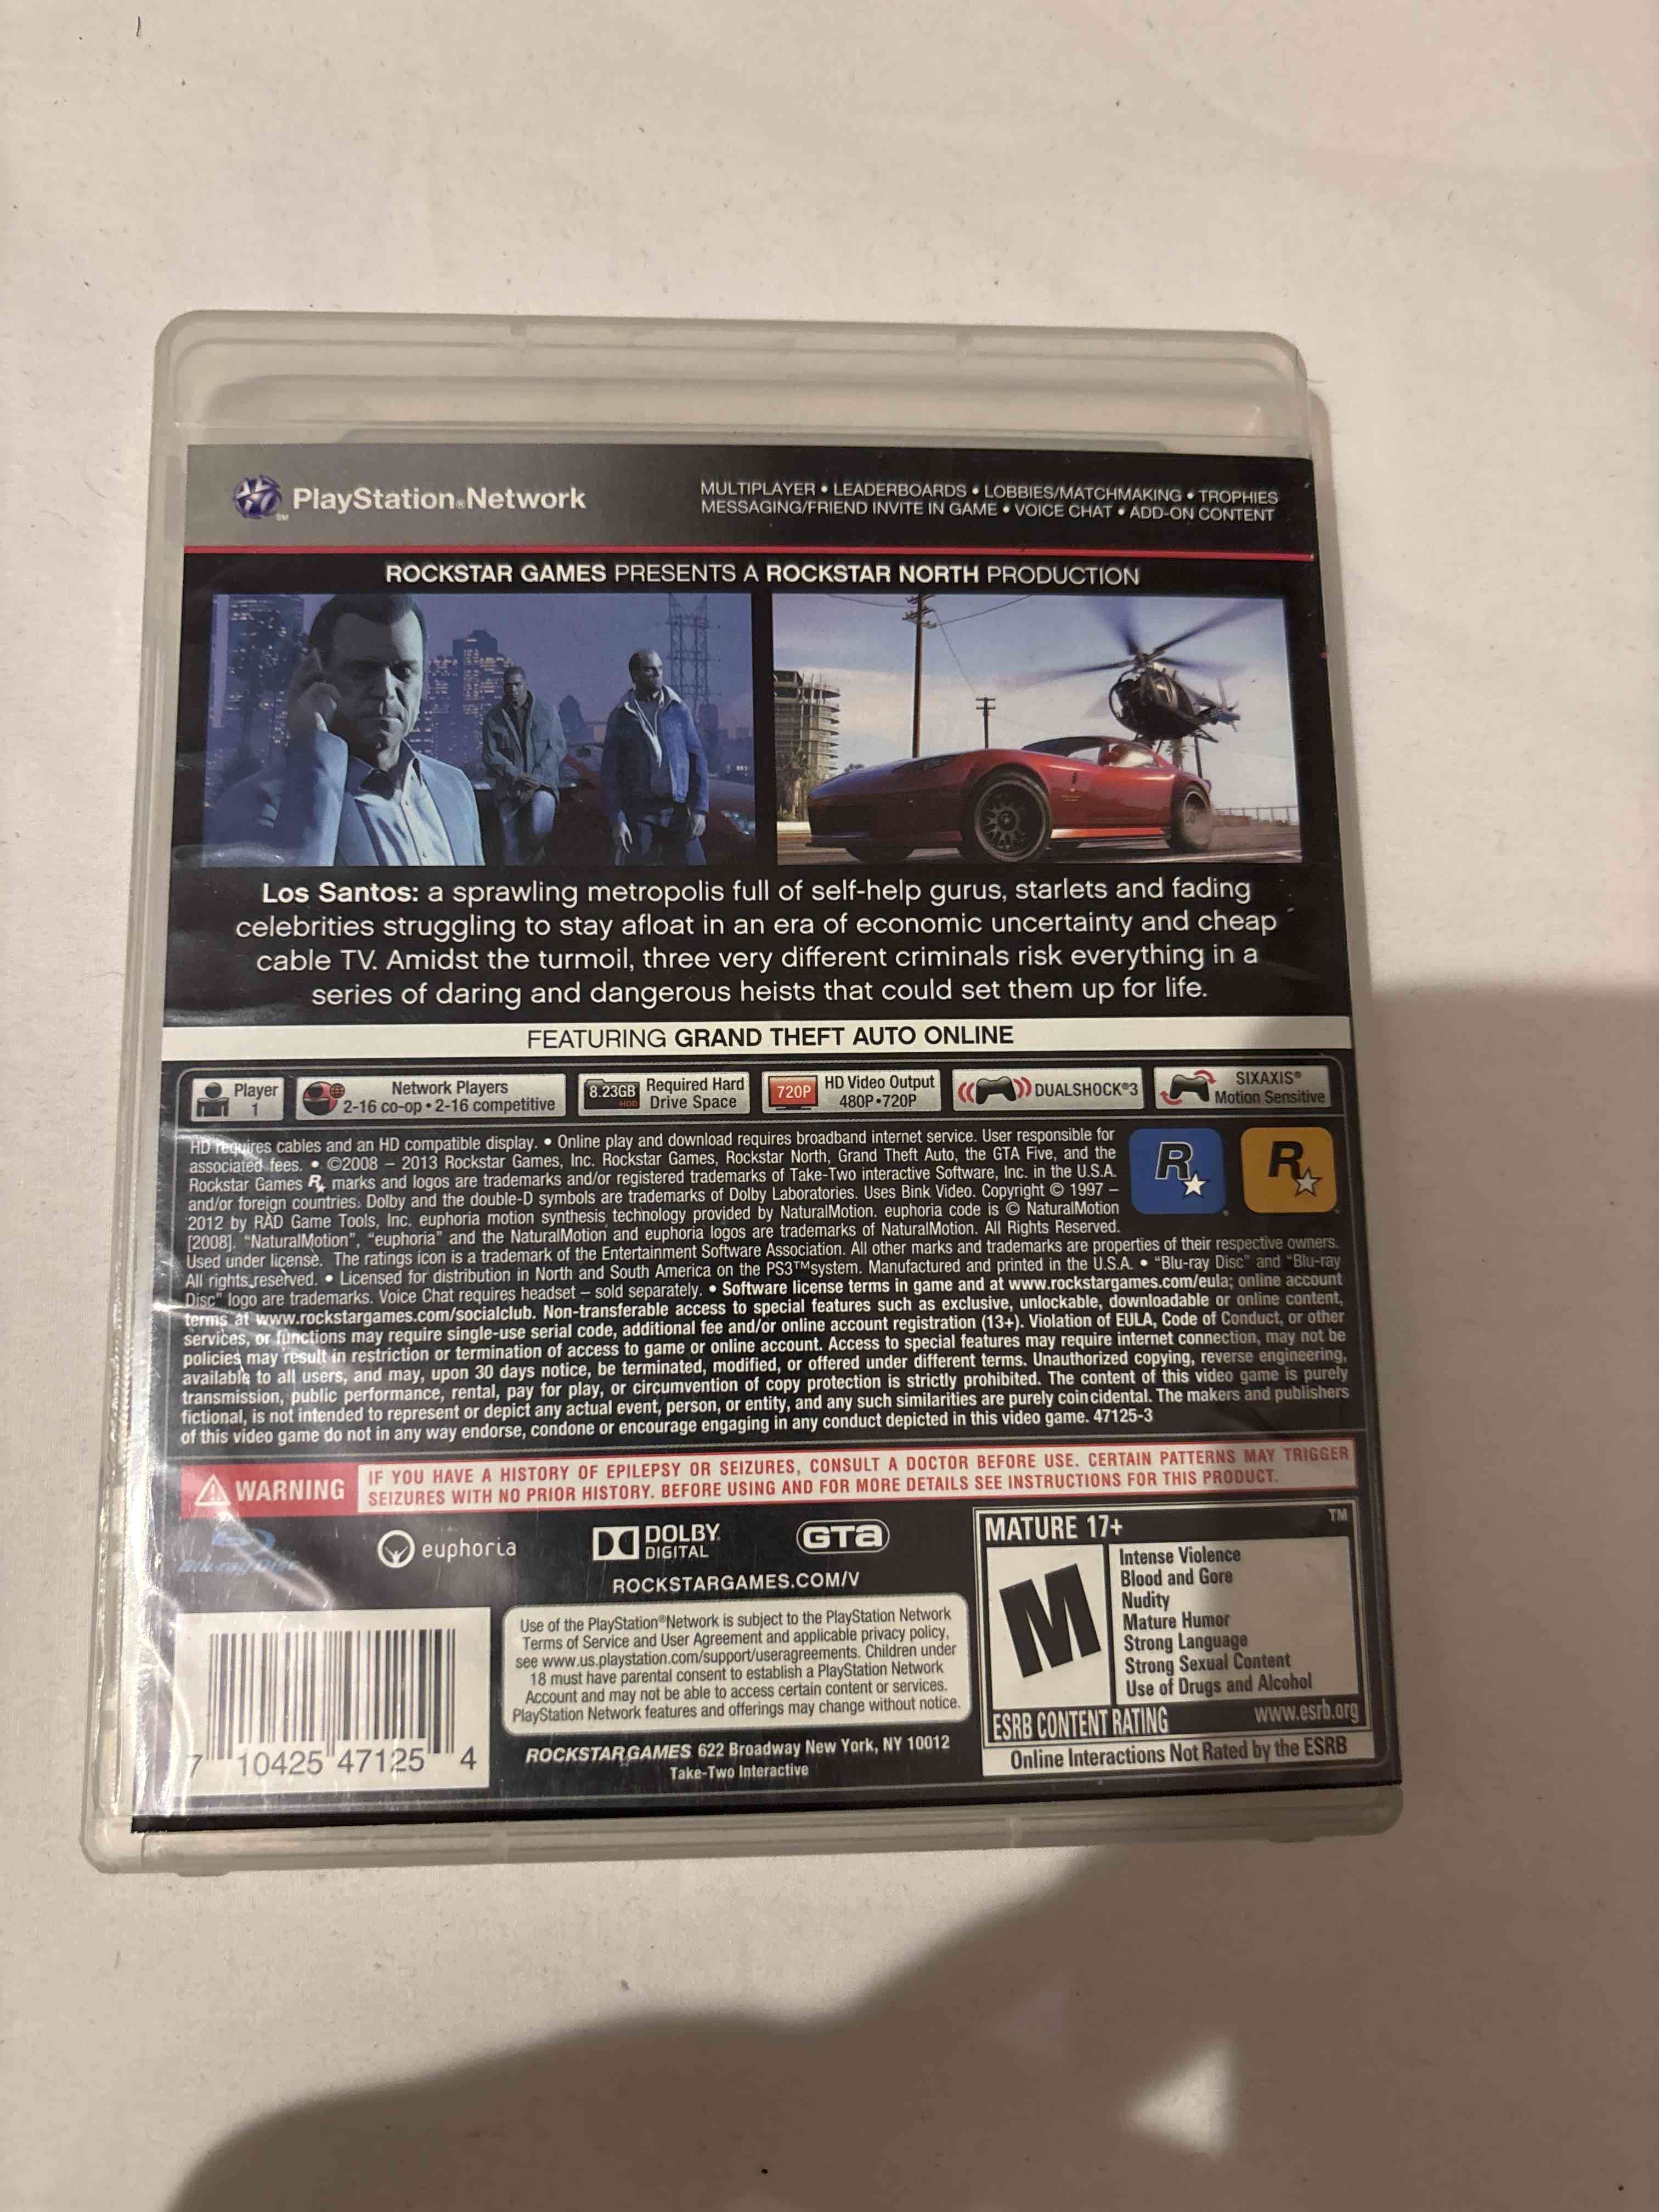 PlayStation®Network
SM
MULTIPLAYER • LEADERBOARDS • LOBBIES/MATCHMAKING • TROPHIES
MESSAGING/FRIEND INVITE IN GAME • VOICE CHAT • ADD-ON CONTENT
ROCKSTAR GAMES PRESENTS A ROCKSTAR NORTH PRODUCTION
Los Santos: a sprawling metropolis full of self-help gurus, starlets and fading
celebrities struggling to stay afloat in an era of economic uncertainty and cheap
cable TV. Amidst the turmoil, three very different criminals risk everything in a
series of daring and dangerous heists that could set them up for life.
FEATURING GRAND THEFT AUTO ONLINE
Player
1
Network Players
2-16 co-op • 2-16 competitive
8.23GB
HDD
Required Hard
Drive Space
720P
HD Video Output
480P•720P
DUALSHOCK®3
SIXAXIS®
Motion Sensitive
HD requires cables and an HD compatible display. • Online play and download requires broadband internet service. User responsible for
associated fees. • ©2008 – 2013 Rockstar Games, Inc. Rockstar Games, Rockstar North, Grand Theft Auto, the GTA Five, and the
Rockstar Games R★ marks and logos are trademarks and/or registered trademarks of Take-Two interactive Software, Inc. in the U.S.A.
and/or foreign countries. Dolby and the double-D symbols are trademarks of Dolby Laboratories. Uses Bink Video. Copyright © 1997 –
2012 by RAD Game Tools, Inc. euphoria motion synthesis technology provided by NaturalMotion. euphoria code is © NaturalMotion
[2008]. “NaturalMotion”, “euphoria” and the NaturalMotion and euphoria logos are trademarks of NaturalMotion. All Rights Reserved.
Used under license. The ratings icon is a trademark of the Entertainment Software Association. All other marks and trademarks are properties of their respective owners.
All rights reserved. • Licensed for distribution in North and South America on the PS3™system. Manufactured and printed in the U.S.A. • “Blu-ray Disc” and “Blu-ray
Disc” logo are trademarks. Voice Chat requires headset – sold separately. • Software license terms in game and at www.rockstargames.com/eula; online account
terms at www.rockstargames.com/socialclub. Non-transferable access to special features such as exclusive, unlockable, downloadable or online content,
services, or functions may require single-use serial code, additional fee and/or online account registration (13+). Violation of EULA, Code of Conduct, or other
policies may result in restriction or termination of access to game or online account. Access to special features may require internet connection, may not be
available to all users, and may, upon 30 days notice, be terminated, modified, or offered under different terms. Unauthorized copying, reverse engineering,
transmission, public performance, rental, pay for play, or circumvention of copy protection is strictly prohibited. The content of this video game is purely
fictional, is not intended to represent or depict any actual event, person, or entity, and any such similarities are purely coincidental. The makers and publishers
of this video game do not in any way endorse, condone or encourage engaging in any conduct depicted in this video game. 47125-3
R★
R★
WARNING
IF YOU HAVE A HISTORY OF EPILEPSY OR SEIZURES, CONSULT A DOCTOR BEFORE USE. CERTAIN PATTERNS MAY TRIGGER
SEIZURES WITH NO PRIOR HISTORY. BEFORE USING AND FOR MORE DETAILS SEE INSTRUCTIONS FOR THIS PRODUCT.
Blu-ray Disc
euphoria
DOLBY
DIGITAL
GTA
ROCKSTARGAMES.COM/V
Use of the PlayStation®Network is subject to the PlayStation Network
Terms of Service and User Agreement and applicable privacy policy,
see www.us.playstation.com/support/useragreements. Children under
18 must have parental consent to establish a PlayStation Network
Account and may not be able to access certain content or services.
PlayStation Network features and offerings may change without notice.
ROCKSTAR GAMES 622 Broadway New York, NY 10012
Take-Two Interactive
7 10425 47125 4
MATURE 17+
TM
M
Intense Violence
Blood and Gore
Nudity
Mature Humor
Strong Language
Strong Sexual Content
Use of Drugs and Alcohol
ESRB CONTENT RATING
www.esrb.org
Online Interactions Not Rated by the ESRB